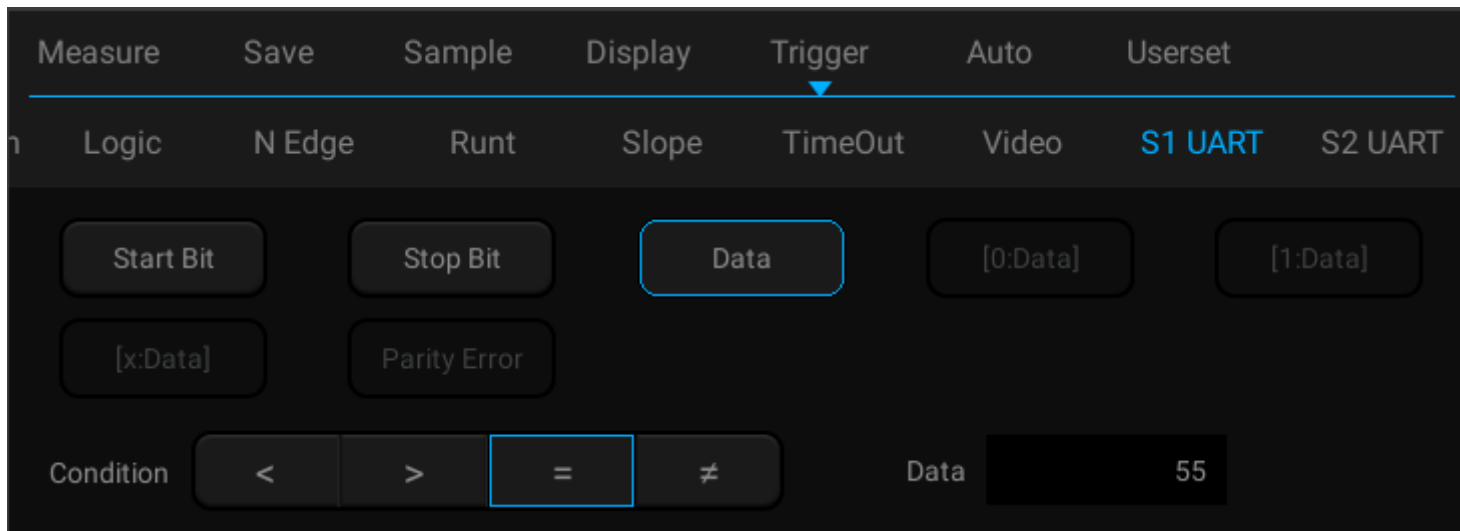 Measure Save Sample Display Trigger Auto Userset
Logic N Edge Runt Slope TimeOut Video S1 UART S2 UART
Start Bit Stop Bit Data [0:Data] [1:Data]
[x:Data] Parity Error
Condition < > = ≠ Data 55